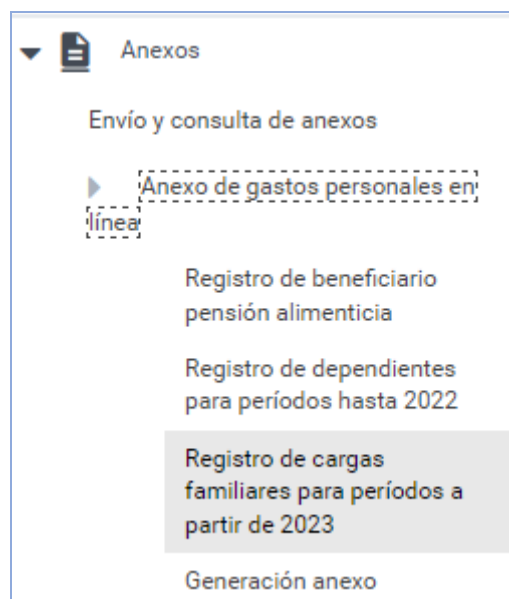 Anexos
Envío y consulta de anexos
Anexo de gastos personales en
línea
Registro de beneficiario
pensión alimenticia
Registro de dependientes
para períodos hasta 2022
Registro de cargas
familiares para períodos a
partir de 2023
Generación anexo